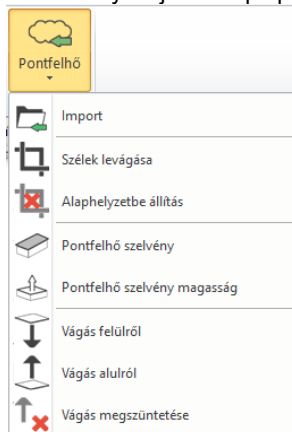 Pontfelhő
Import
Szélek levágása
Alaphelyzetbe állítás
Pontfelhő szelvény
Pontfelhő szelvény magasság
Vágás felülről
Vágás alulról
Vágás megszüntetése